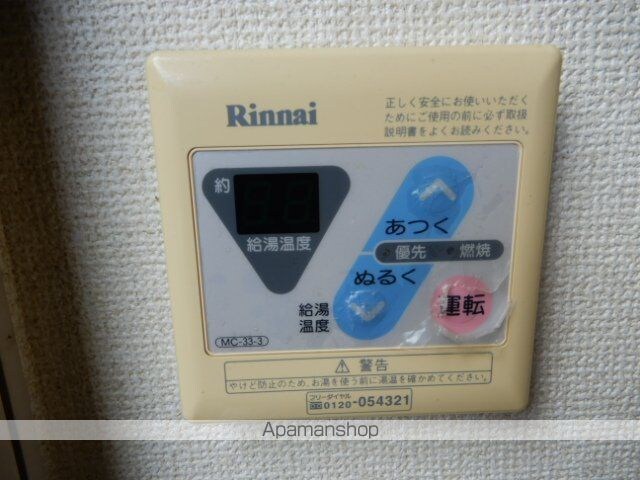 Rinnai
正しく安全にお使いいただく
ためにご使用の前に必ず取扱
説明書をよくお読みください。
約
給湯温度
あつく
優先
燃焼
ぬるく
給湯
温度
運転
MC-33-3
⚠ 警告
やけど防止のため、お湯を使う前に湯温を確かめてください。
フリーダイヤル
0120-054321
Apamanshop